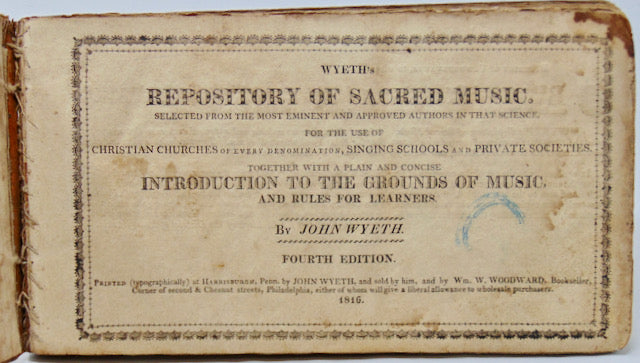 WYETH'S
REPOSITORY OF SACRED MUSIC.
SELECTED FROM THE MOST EMINENT AND APPROVED AUTHORS IN THAT SCIENCE.
FOR THE USE OF
CHRISTIAN CHURCHES OF EVERY DENOMINATION, SINGING SCHOOLS AND PRIVATE SOCIETIES.
TOGETHER WITH A PLAIN AND CONCISE
INTRODUCTION TO THE GROUNDS OF MUSIC,
AND RULES FOR LEARNERS.
BY JOHN WYETH.
FOURTH EDITION.
PRINTED (typographically) at HARRISBURGH, Penn. by JOHN WYETH, and sold by him, and by Wm. W. WOODWARD, Bookseller,
Corner of second & Chesnut streets, Philadelphia, either of whom will give a liberal allowance to wholesale purchasers.
1816.